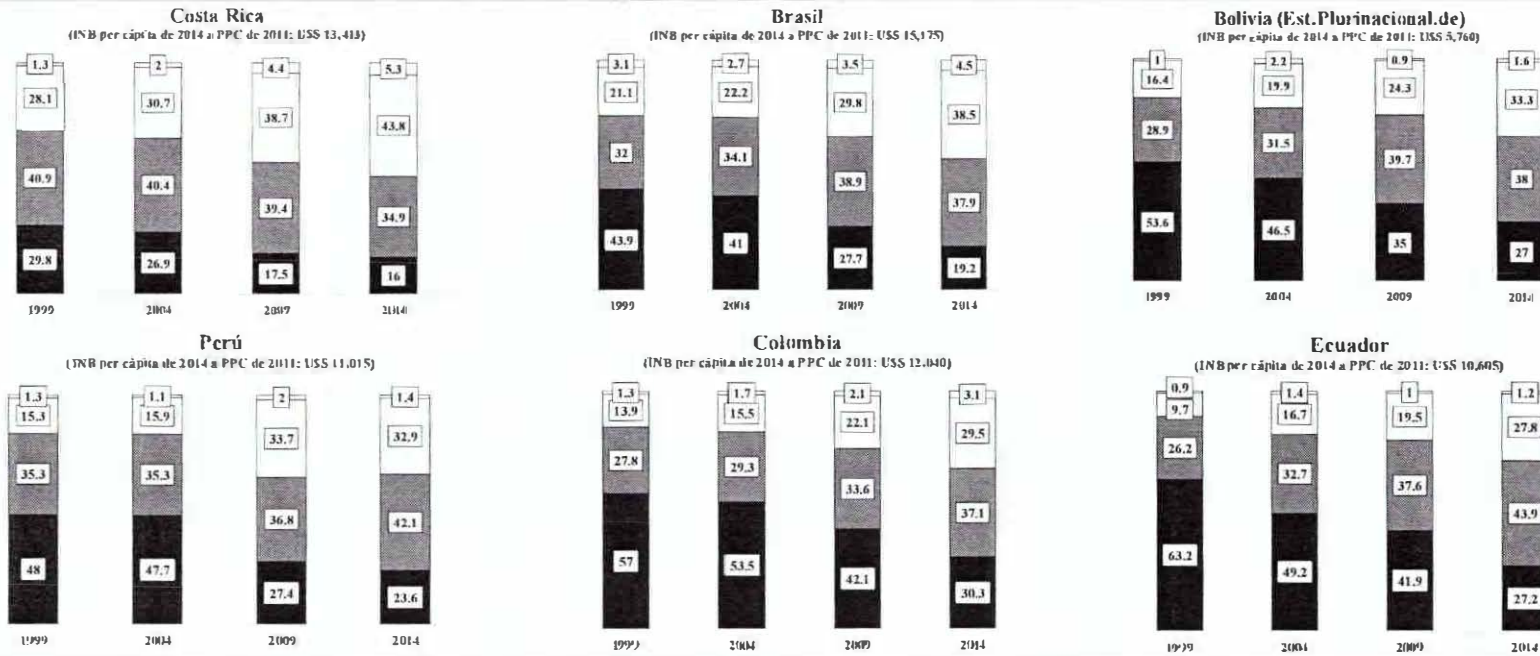 Costa Rica
(INB per cápita de 2014 a PPC de 2011: US$ 13,413)
1.3 2 4.4 5.3
28.1 30.7 38.7 43.8
40.9 40.4 39.4 34.9
29.8 26.9 17.5 16
1999 2004 2009 2014
Brasil
(INB per cápita de 2014 a PPC de 2011: US$ 15,175)
3.1 2.7 3.5 4.5
21.1 22.2 29.8 38.5
32 34.1 38.9 37.9
43.9 41 27.7 19.2
1999 2004 2009 2014
Bolivia (Est.Plurinacional.de)
(INB per cápita de 2014 a PPC de 2011: US$ 5,760)
1 2.2 0.9 1.6
16.4 19.9 24.3 33.3
28.9 31.5 39.7 38
53.6 46.5 35 27
1999 2004 2009 2014
Perú
(INB per cápita de 2014 a PPC de 2011: US$ 11,015)
1.3 1.1 2 1.4
15.3 15.9 33.7 32.9
35.3 35.3 36.8 42.1
48 47.7 27.4 23.6
1999 2004 2009 2014
Colombia
(INB per cápita de 2014 a PPC de 2011: US$ 12,040)
1.3 1.7 2.1 3.1
13.9 15.5 22.1 29.5
27.8 29.3 33.6 37.1
57 53.5 42.1 30.3
1999 2004 2009 2014
Ecuador
(INB per cápita de 2014 a PPC de 2011: US$ 10,605)
0.9 1.4 1 1.2
9.7 16.7 19.5 27.8
26.2 32.7 37.6 43.9
63.2 49.2 41.9 27.2
1999 2004 2009 2014